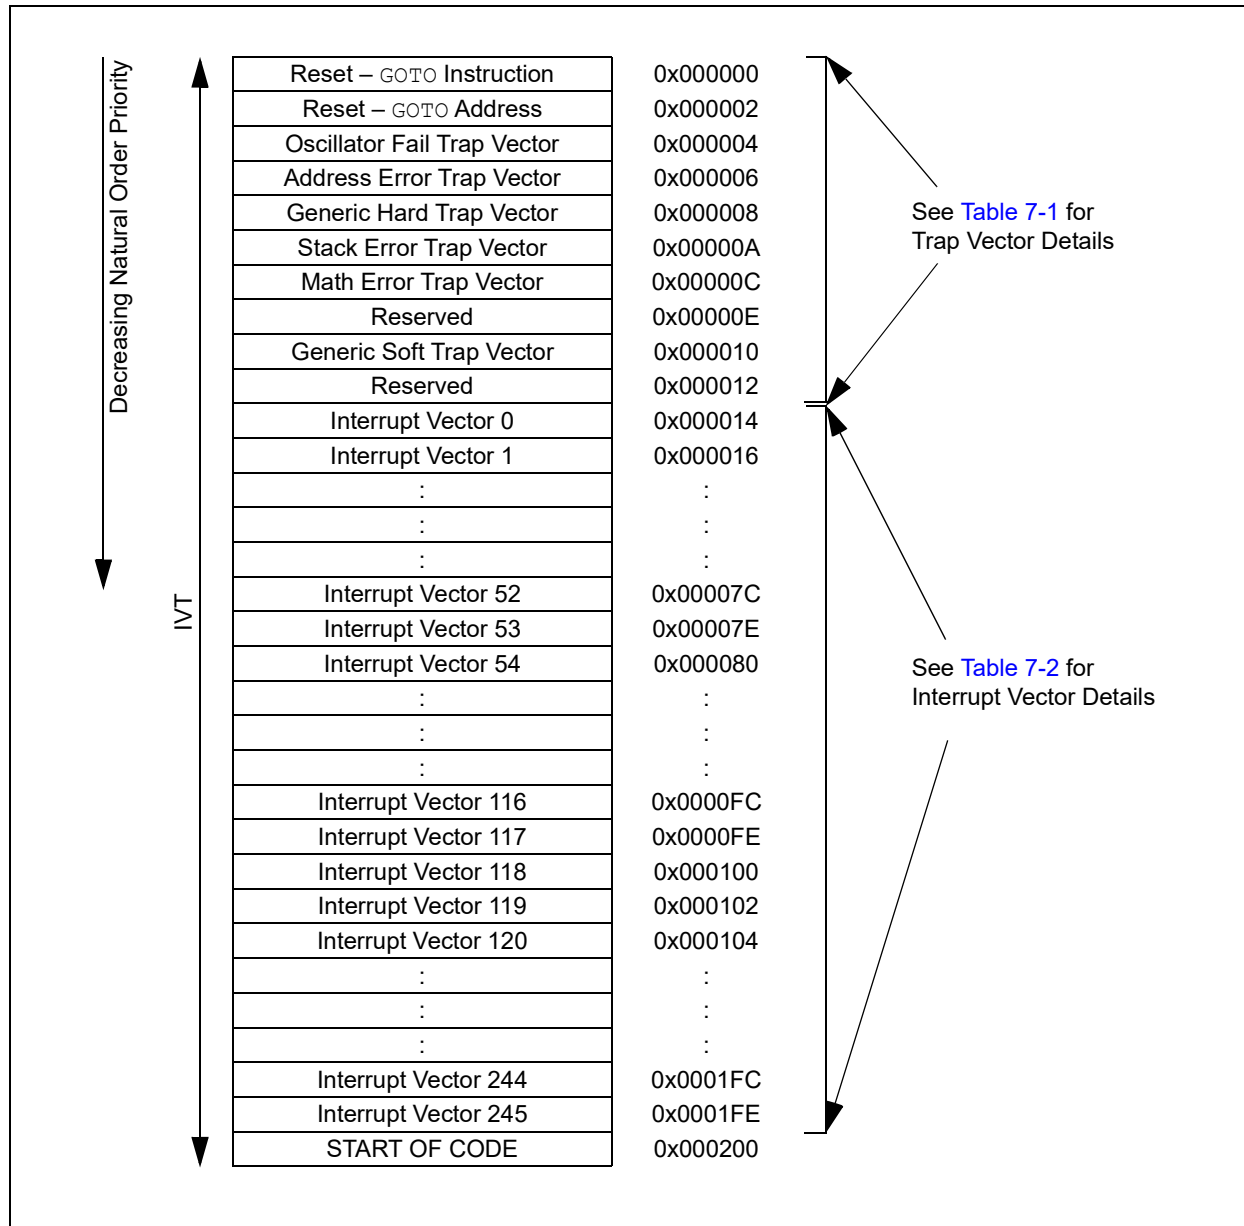 Decreasing Natural Order Priority
IVT
Reset – GOTO Instruction 0x000000
Reset – GOTO Address 0x000002
Oscillator Fail Trap Vector 0x000004
Address Error Trap Vector 0x000006
Generic Hard Trap Vector 0x000008
Stack Error Trap Vector 0x00000A
Math Error Trap Vector 0x00000C
Reserved 0x00000E
Generic Soft Trap Vector 0x000010
Reserved 0x000012
Interrupt Vector 0 0x000014
Interrupt Vector 1 0x000016
: :
: :
: :
Interrupt Vector 52 0x00007C
Interrupt Vector 53 0x00007E
Interrupt Vector 54 0x000080
: :
: :
: :
Interrupt Vector 116 0x0000FC
Interrupt Vector 117 0x0000FE
Interrupt Vector 118 0x000100
Interrupt Vector 119 0x000102
Interrupt Vector 120 0x000104
: :
: :
: :
Interrupt Vector 244 0x0001FC
Interrupt Vector 245 0x0001FE
START OF CODE 0x000200
See Table 7-1 for
Trap Vector Details
See Table 7-2 for
Interrupt Vector Details